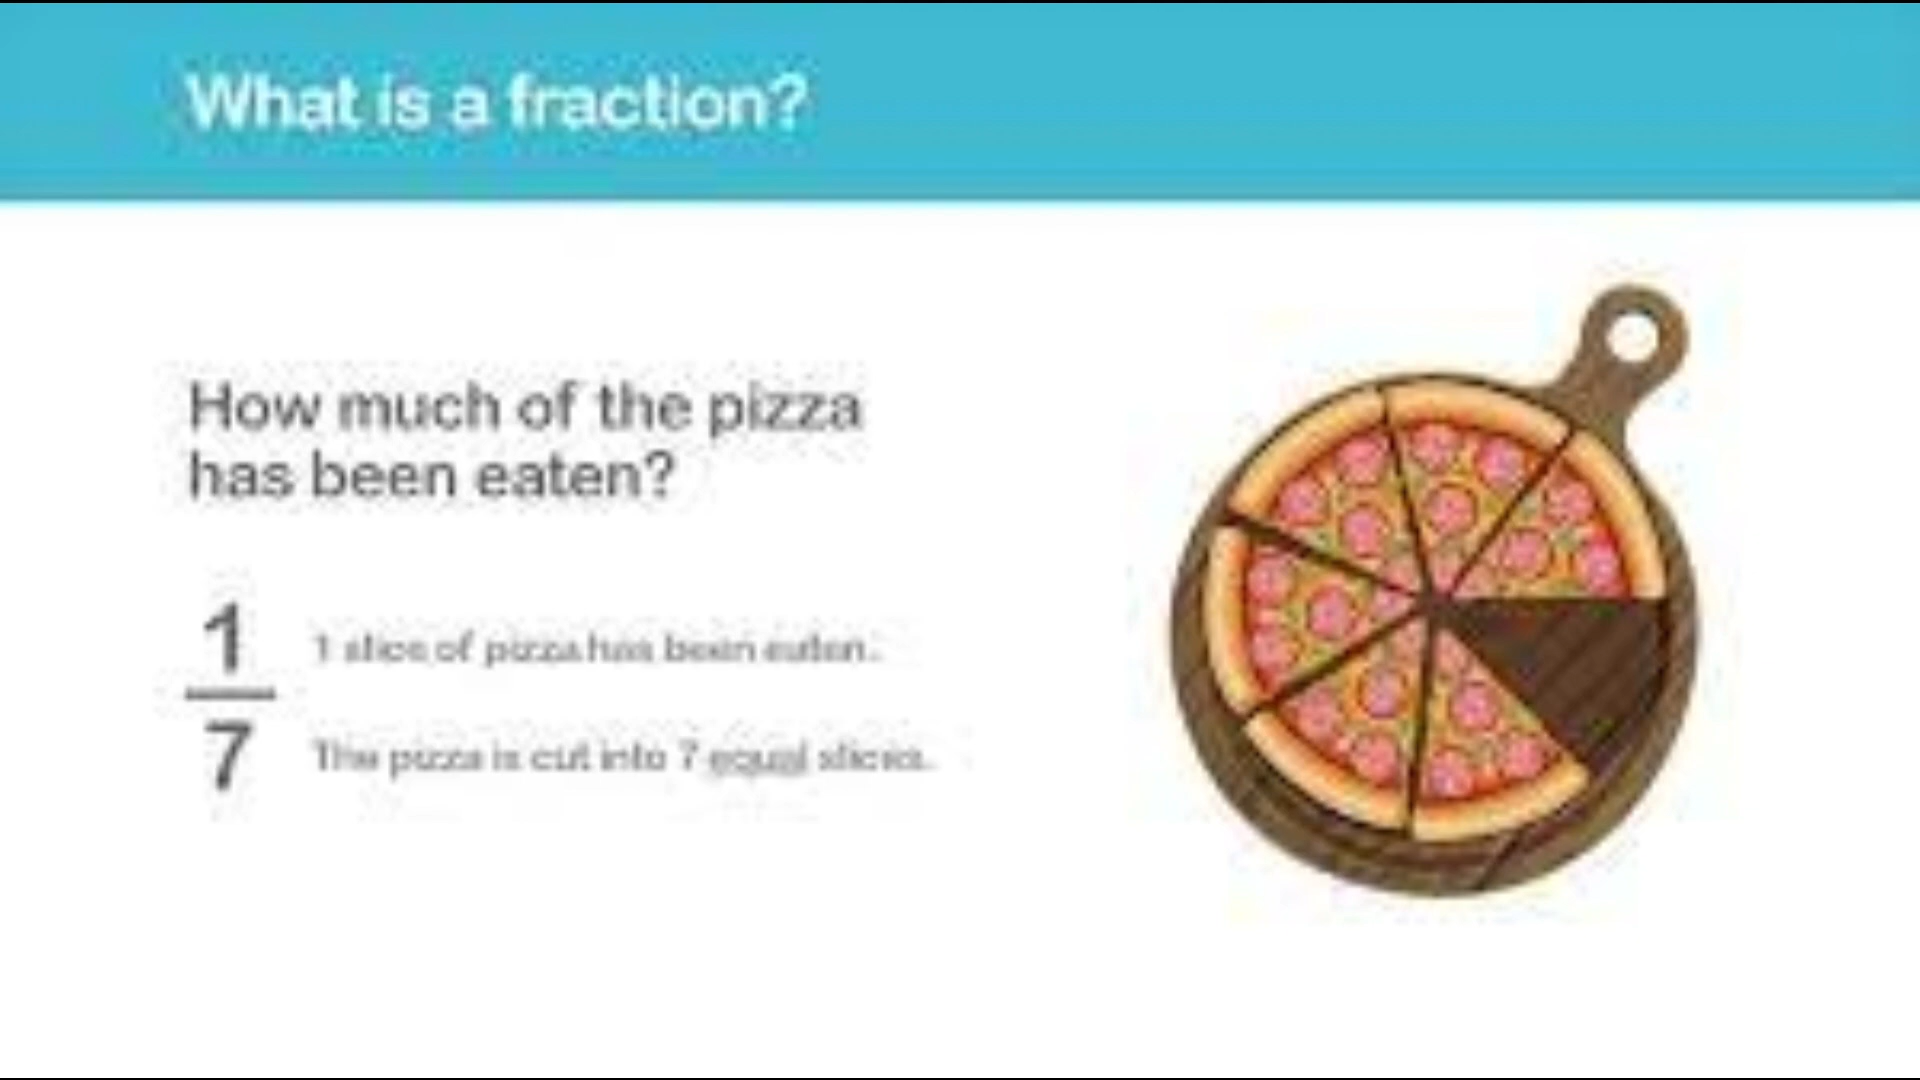 What is a fraction?
How much of the pizza
has been eaten?
1
1 slice of pizza has been eaten.
7
The pizza is cut into 7 equal slices.